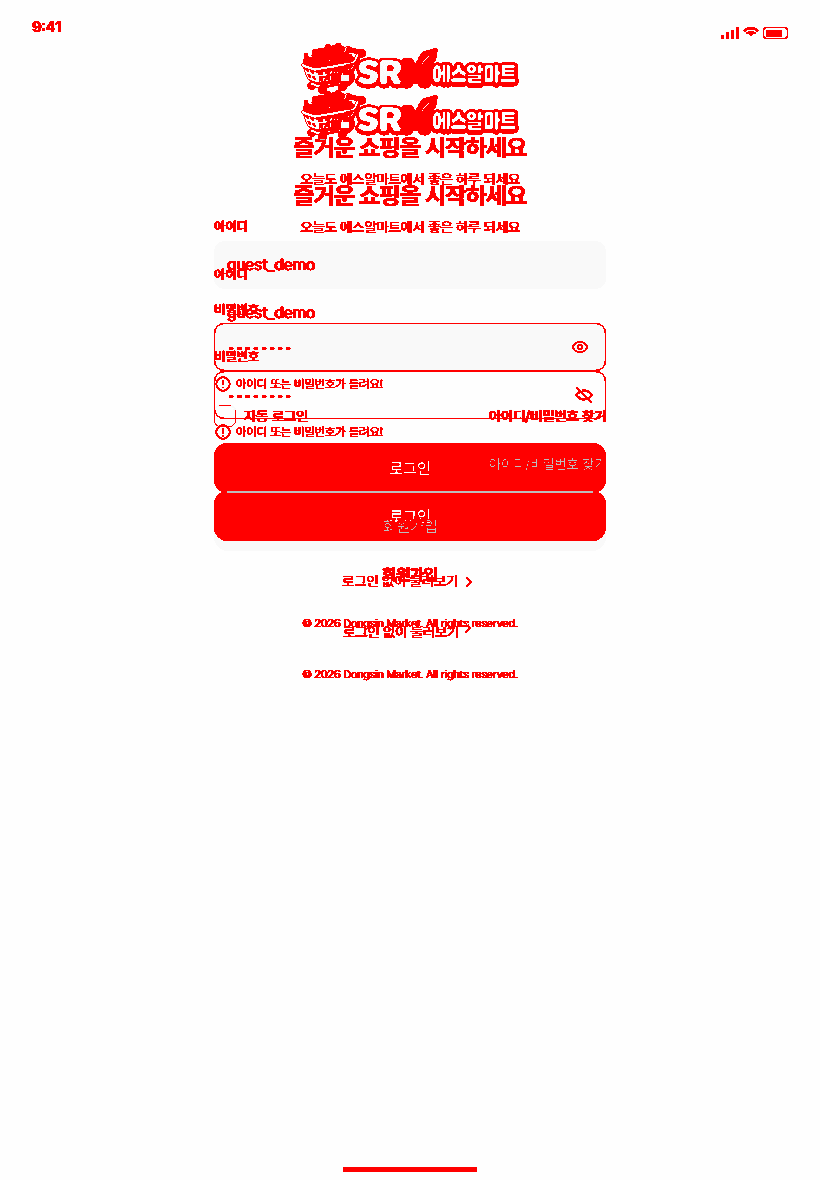 9:41
SRM 에스알마트
SRM 에스알마트
즐거운 쇼핑을 시작하세요
오늘도 에스알마트에서 좋은 하루 되세요
즐거운 쇼핑을 시작하세요
오늘도 에스알마트에서 좋은 하루 되세요
아이디
guest_demo
아이디
비밀번호
guest_demo
비밀번호
아이디 또는 비밀번호가 틀려요!
자동 로그인
아이디/비밀번호 찾기
아이디 또는 비밀번호가 틀려요!
로그인
아이디/비밀번호 찾기
로그인
회원가입
회원가입
로그인 없이 둘러보기
© 2026 Dongsin Market. All rights reserved.
로그인 없이 둘러보기
© 2026 Dongsin Market. All rights reserved.